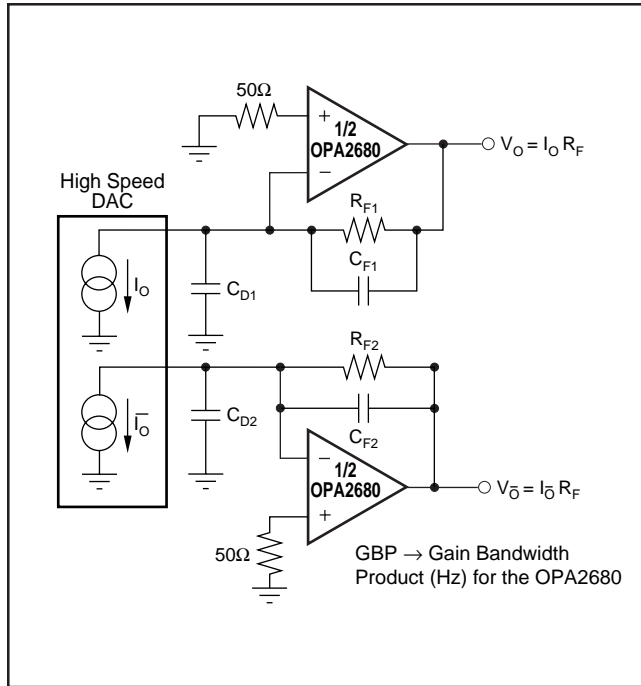 50Ω
+
1/2
OPA2680
−
V_O = I_O R_F
High Speed
DAC
R_F1
C_F1
I_O
C_D1
R_F2
I̅_O̅
C_D2
C_F2
−
1/2
OPA2680
+
V_O̅ = I_O̅ R_F
50Ω
GBP → Gain Bandwidth
Product (Hz) for the OPA2680